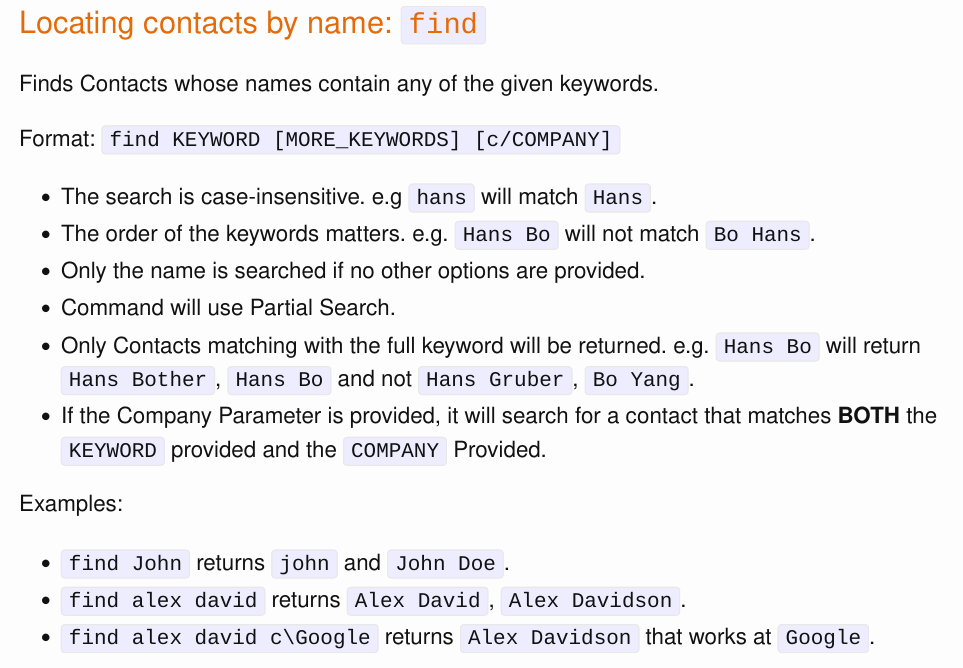 Locating contacts by name: find
Finds Contacts whose names contain any of the given keywords.
Format: find KEYWORD [MORE_KEYWORDS] [c/COMPANY]
• The search is case-insensitive. e.g hans will match Hans.
• The order of the keywords matters. e.g. Hans Bo will not match Bo Hans.
• Only the name is searched if no other options are provided.
• Command will use Partial Search.
• Only Contacts matching with the full keyword will be returned. e.g. Hans Bo will return
Hans Bother, Hans Bo and not Hans Gruber, Bo Yang.
• If the Company Parameter is provided, it will search for a contact that matches BOTH the
KEYWORD provided and the COMPANY Provided.
Examples:
• find John returns john and John Doe.
• find alex david returns Alex David, Alex Davidson.
• find alex david c\Google returns Alex Davidson that works at Google.